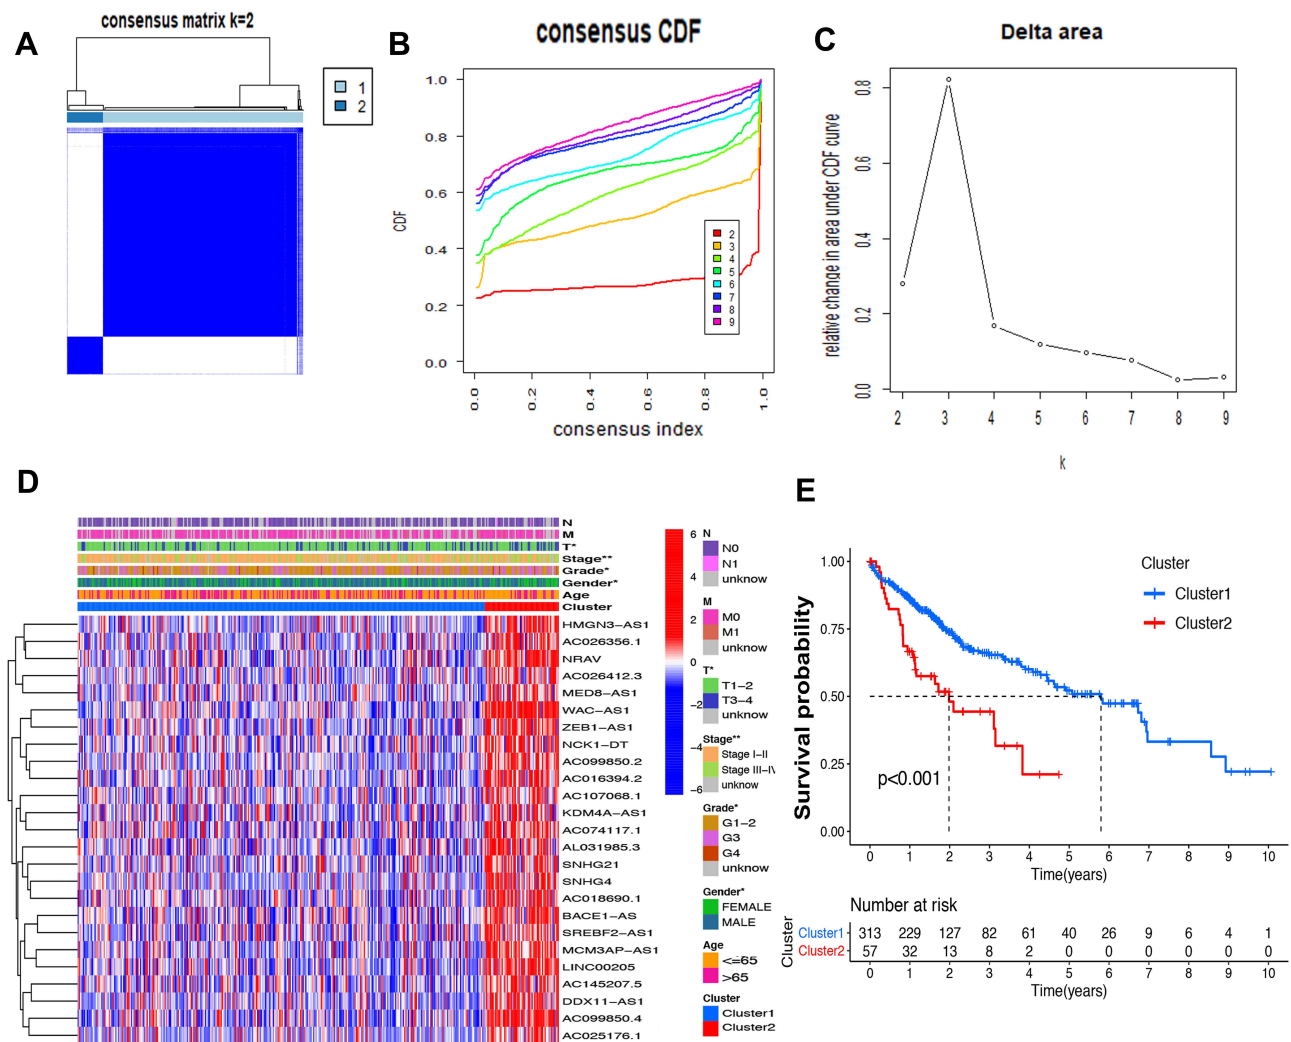 A
consensus matrix k=2
1
2
B
consensus CDF
CDF
1.0
0.8
0.6
0.4
0.2
0.0
0.0
0.2
0.4
0.6
0.8
1.0
consensus index
2
3
4
5
6
7
8
9
C
Delta area
relative change in area under CDF curve
0.8
0.6
0.4
0.2
0.0
2
3
4
5
6
7
8
9
k
D
N
M
T*
Stage**
Grade*
Gender*
Age
Cluster
HMGN3-AS1
AC026356.1
NRAV
AC026412.3
MED8-AS1
WAC-AS1
ZEB1-AS1
NCK1-DT
AC099850.2
AC016394.2
AC107068.1
KDM4A-AS1
AC074117.1
AL031985.3
SNHG21
SNHG4
AC018690.1
BACE1-AS
SREBF2-AS1
MCM3AP-AS1
LINC00205
AC145207.5
DDX11-AS1
AC099850.4
AC025176.1
6
4
2
0
-2
-4
-6
N
N0
N1
unknow
M
M0
M1
unknow
T*
T1-2
T3-4
unknow
Stage**
Stage I-II
Stage III-I\
unknow
Grade*
G1-2
G3
G4
unknow
Gender*
FEMALE
MALE
Age
<=65
>65
Cluster
Cluster1
Cluster2
E
Survival probability
1.00
0.75
0.50
0.25
0.00
p<0.001
Cluster
Cluster1
Cluster2
0 1 2 3 4 5 6 7 8 9 10
Time(years)
Number at risk
Cluster
Cluster1 313 229 127 82 61 40 26 9 6 4 1
Cluster2 57 32 13 8 2 0 0 0 0 0 0
0 1 2 3 4 5 6 7 8 9 10
Time(years)